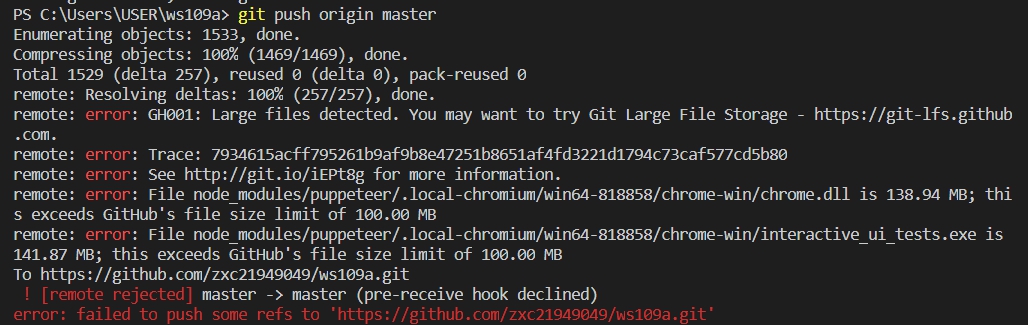 PS C:\Users\USER\ws109a> git push origin master
Enumerating objects: 1533, done.
Compressing objects: 100% (1469/1469), done.
Total 1529 (delta 257), reused 0 (delta 0), pack-reused 0
remote: Resolving deltas: 100% (257/257), done.
remote: error: GH001: Large files detected. You may want to try Git Large File Storage - https://git-lfs.github
.com.
remote: error: Trace: 7934615acff795261b9af9b8e47251b8651af4fd3221d1794c73caf577cd5b80
remote: error: See http://git.io/iEPt8g for more information.
remote: error: File node_modules/puppeteer/.local-chromium/win64-818858/chrome-win/chrome.dll is 138.94 MB; thi
s exceeds GitHub's file size limit of 100.00 MB
remote: error: File node_modules/puppeteer/.local-chromium/win64-818858/chrome-win/interactive_ui_tests.exe is
141.87 MB; this exceeds GitHub's file size limit of 100.00 MB
To https://github.com/zxc21949049/ws109a.git
 ! [remote rejected] master -> master (pre-receive hook declined)
error: failed to push some refs to 'https://github.com/zxc21949049/ws109a.git'